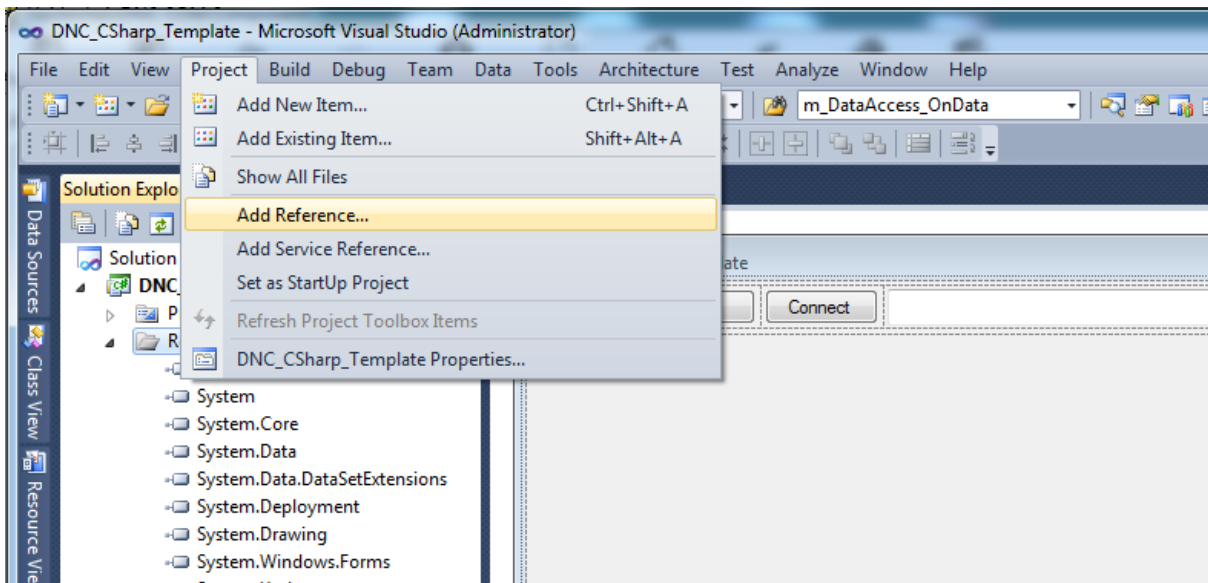 DNC_CSharp_Template - Microsoft Visual Studio (Administrator)
File Edit View Project Build Debug Team Data Tools Architecture Test Analyze Window Help
Add New Item... Ctrl+Shift+A
m_DataAccess_OnData
Add Existing Item... Shift+Alt+A
Show All Files
Solution Explo
Add Reference...
Add Service Reference...
Solution
ate
Set as StartUp Project
DNC_
Connect
P
Refresh Project Toolbox Items
R
DNC_CSharp_Template Properties...
System
System.Core
System.Data
System.Data.DataSetExtensions
System.Deployment
System.Drawing
System.Windows.Forms
Data Sources
Class View
Resource Vie